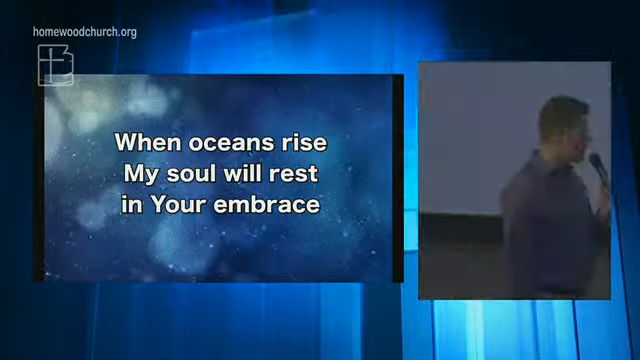 homewoodchurch.org
When oceans rise
My soul will rest
in Your embrace